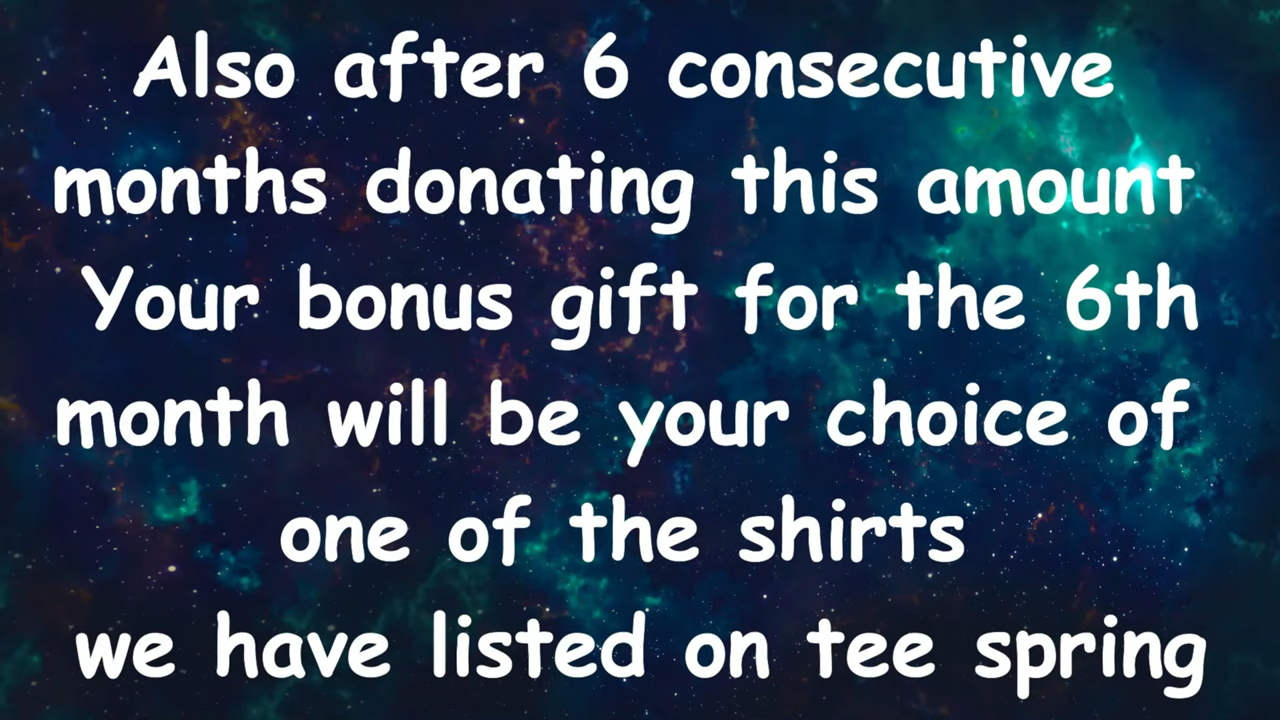 Also after 6 consecutive
months donating this amount
Your bonus gift for the 6th
month will be your choice of
one of the shirts
we have listed on tee spring